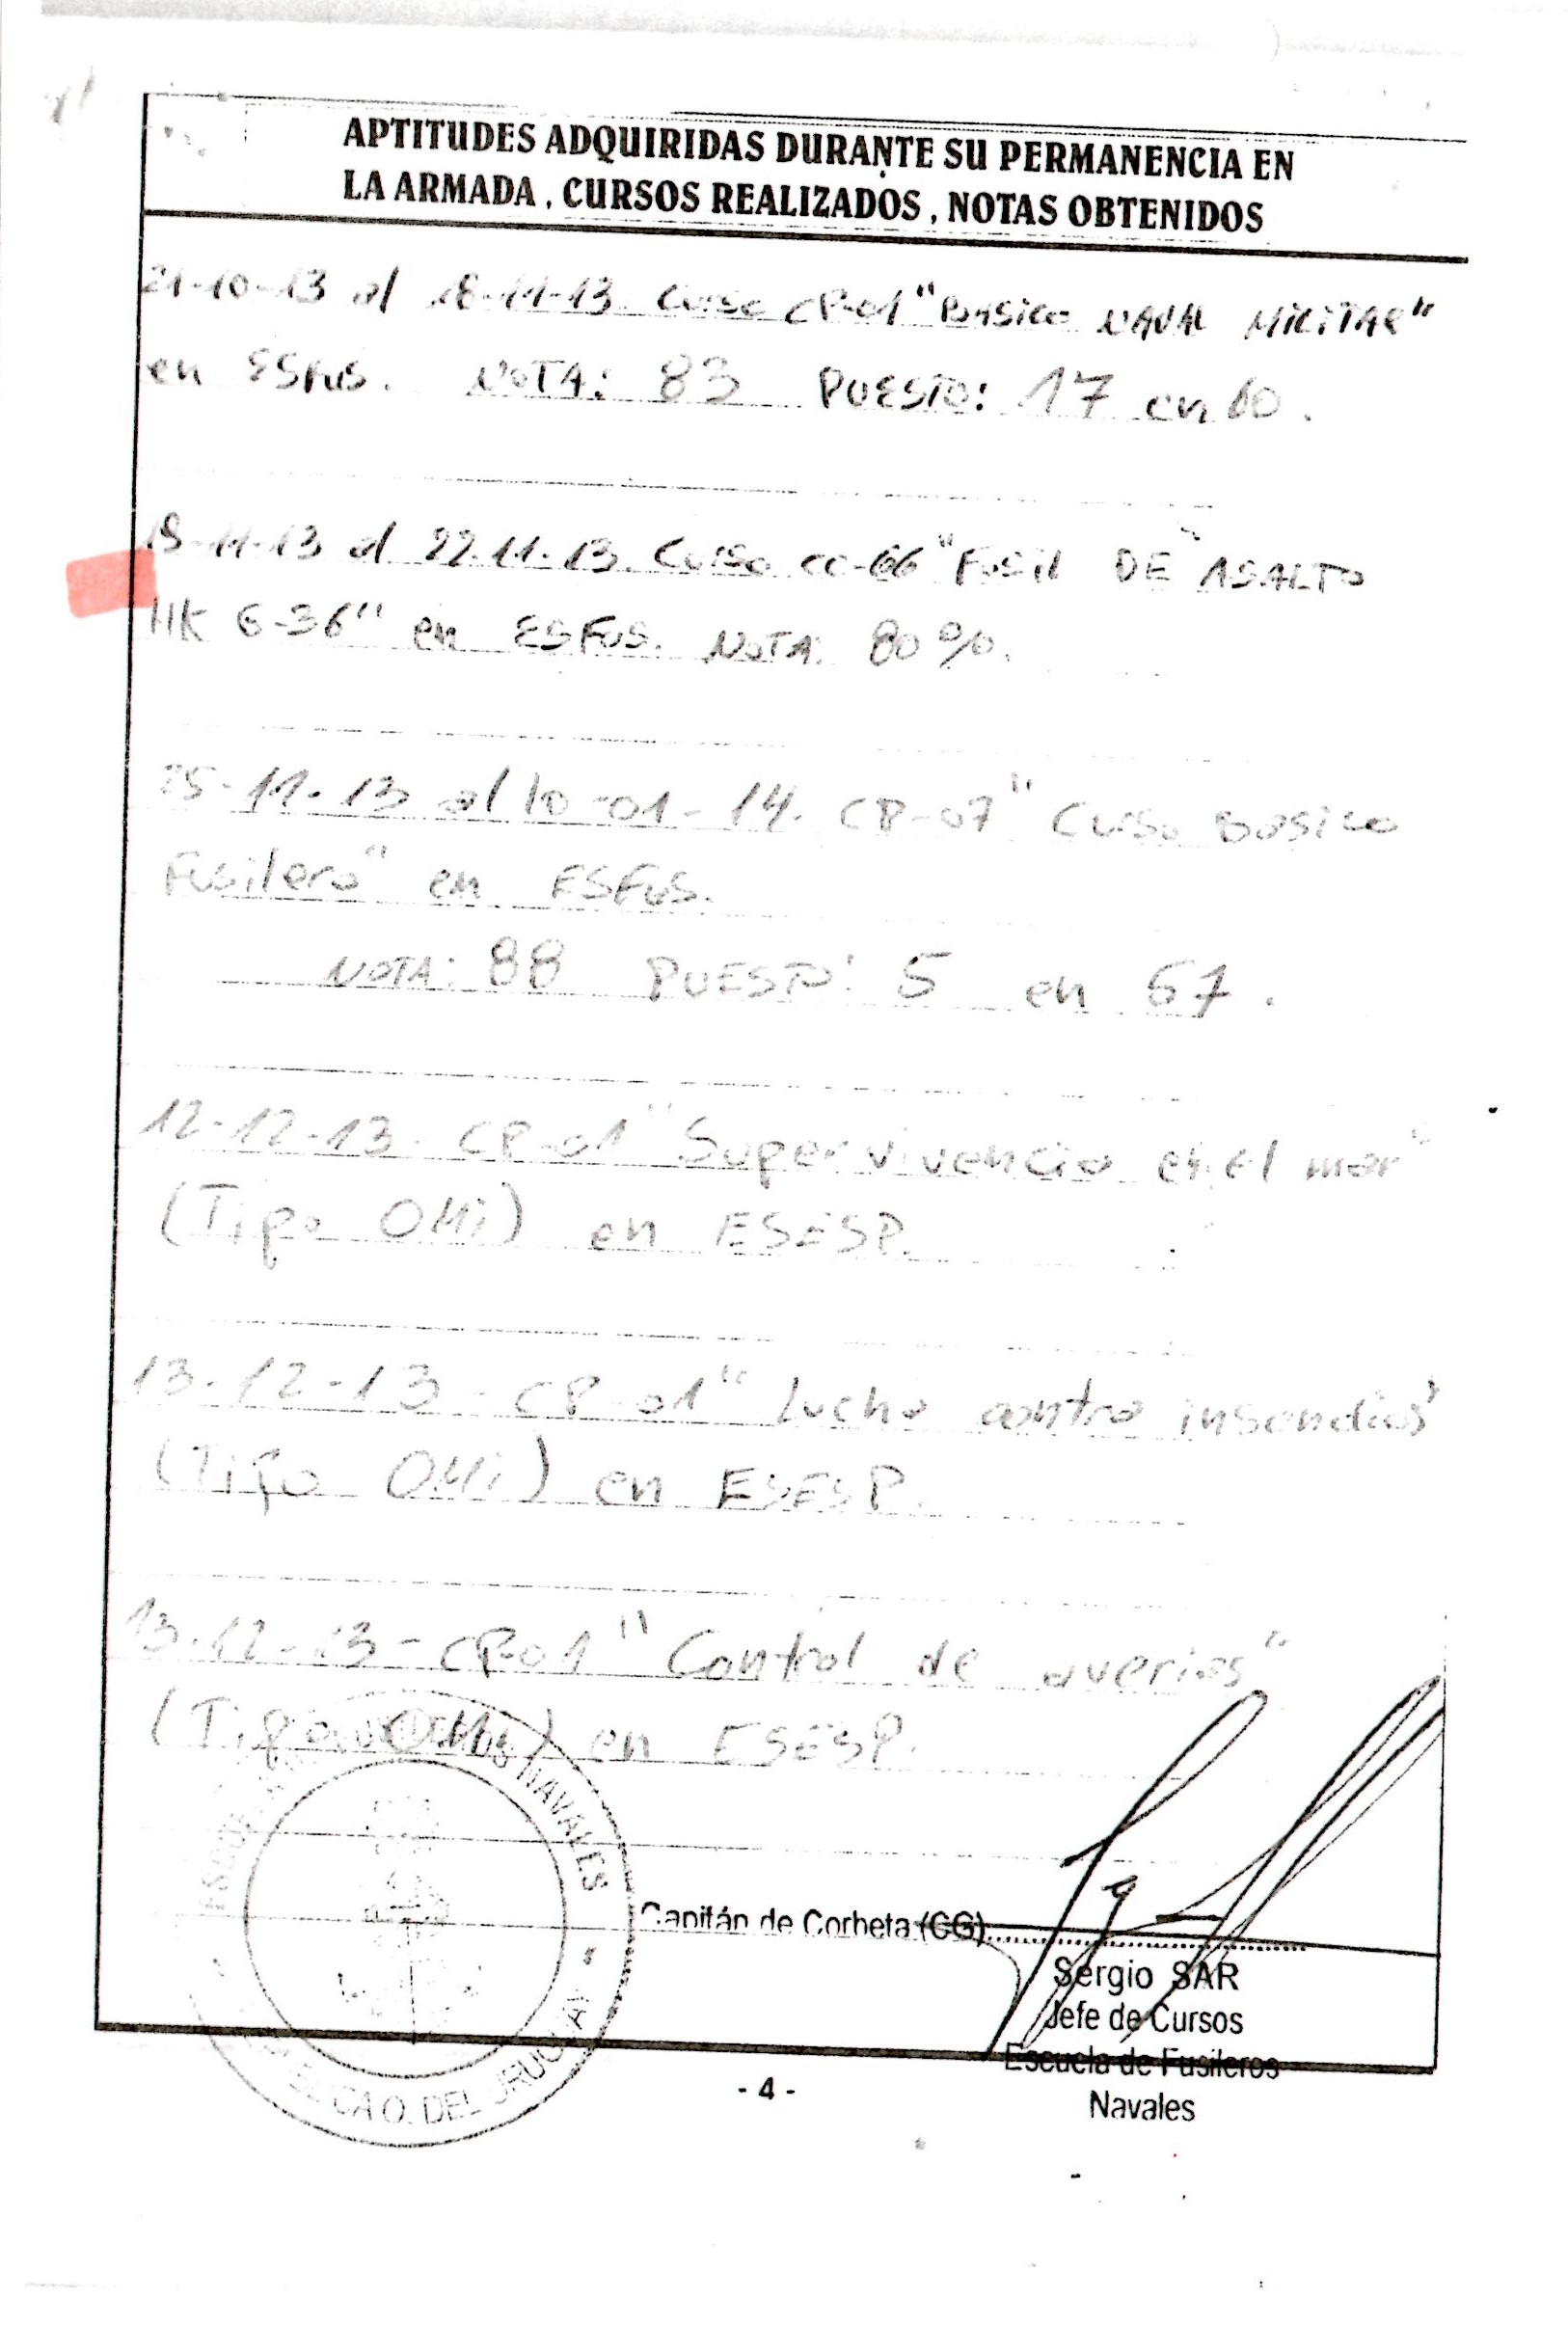 APTITUDES ADQUIRIDAS DURANTE SU PERMANENCIA EN
LA ARMADA , CURSOS REALIZADOS , NOTAS OBTENIDOS
21-10-13 al 18-11-13 Curso CP-01 "Basico NAVAL MILITAR"
en ESFUS. NOTA: 83 PUESTO: 17 en 60.
19-11-13 al 22-11-13. Curso CC-66 "Fusil DE ASALTO
HK G-36" en ESFUS. NOTA: 80%.
25-11-13 al 10-01-14. CP-07 "Curso Basico
Fusilero" en ESFUS.
NOTA: 88 PUESTO: 5 en 57.
12-12-13- CP-01 "Supervivencia en el mar"
(Tipo OMI) en ESESP.
13-12-13- CP-01 "Lucha contra insendios"
(Tipo OMI) en ESESP.
13-12-13- CP-01 "Control de averias"
(Tipo OMI) en ESESP.
NAVALES
DEL URUGUAY
Capitán de Corbeta (CG)
Sergio SAR
Jefe de Cursos
Escuela de Fusileros
Navales
- 4 -